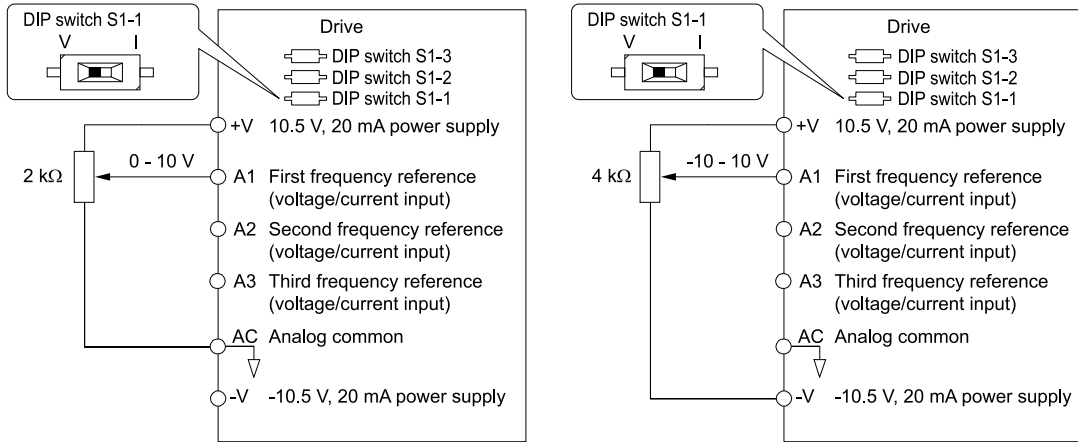 DIP switch S1-1
V I
Drive
DIP switch S1-3
DIP switch S1-2
DIP switch S1-1
+V 10.5 V, 20 mA power supply
0 - 10 V
2 kΩ
A1 First frequency reference
(voltage/current input)
A2 Second frequency reference
(voltage/current input)
A3 Third frequency reference
(voltage/current input)
AC Analog common
-V -10.5 V, 20 mA power supply
DIP switch S1-1
V I
Drive
DIP switch S1-3
DIP switch S1-2
DIP switch S1-1
+V 10.5 V, 20 mA power supply
-10 - 10 V
4 kΩ
A1 First frequency reference
(voltage/current input)
A2 Second frequency reference
(voltage/current input)
A3 Third frequency reference
(voltage/current input)
AC Analog common
-V -10.5 V, 20 mA power supply